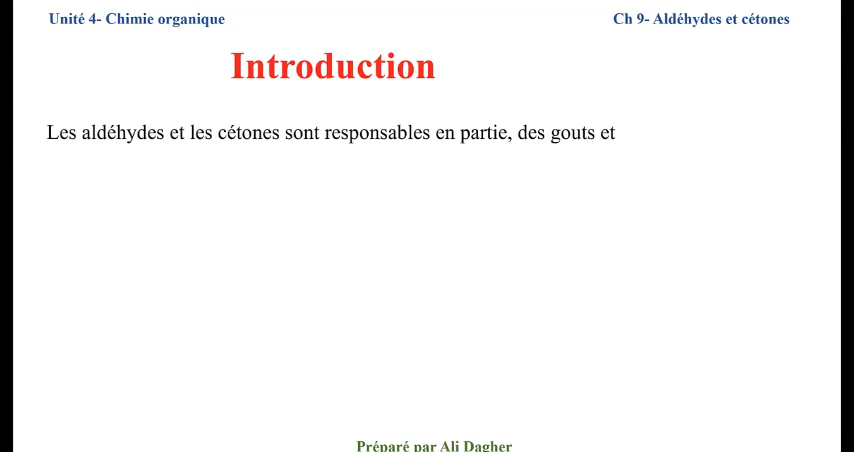 Unité 4- Chimie organique
Ch 9- Aldéhydes et cétones
Introduction
Les aldéhydes et les cétones sont responsables en partie, des gouts et
Préparé par Ali Dagher